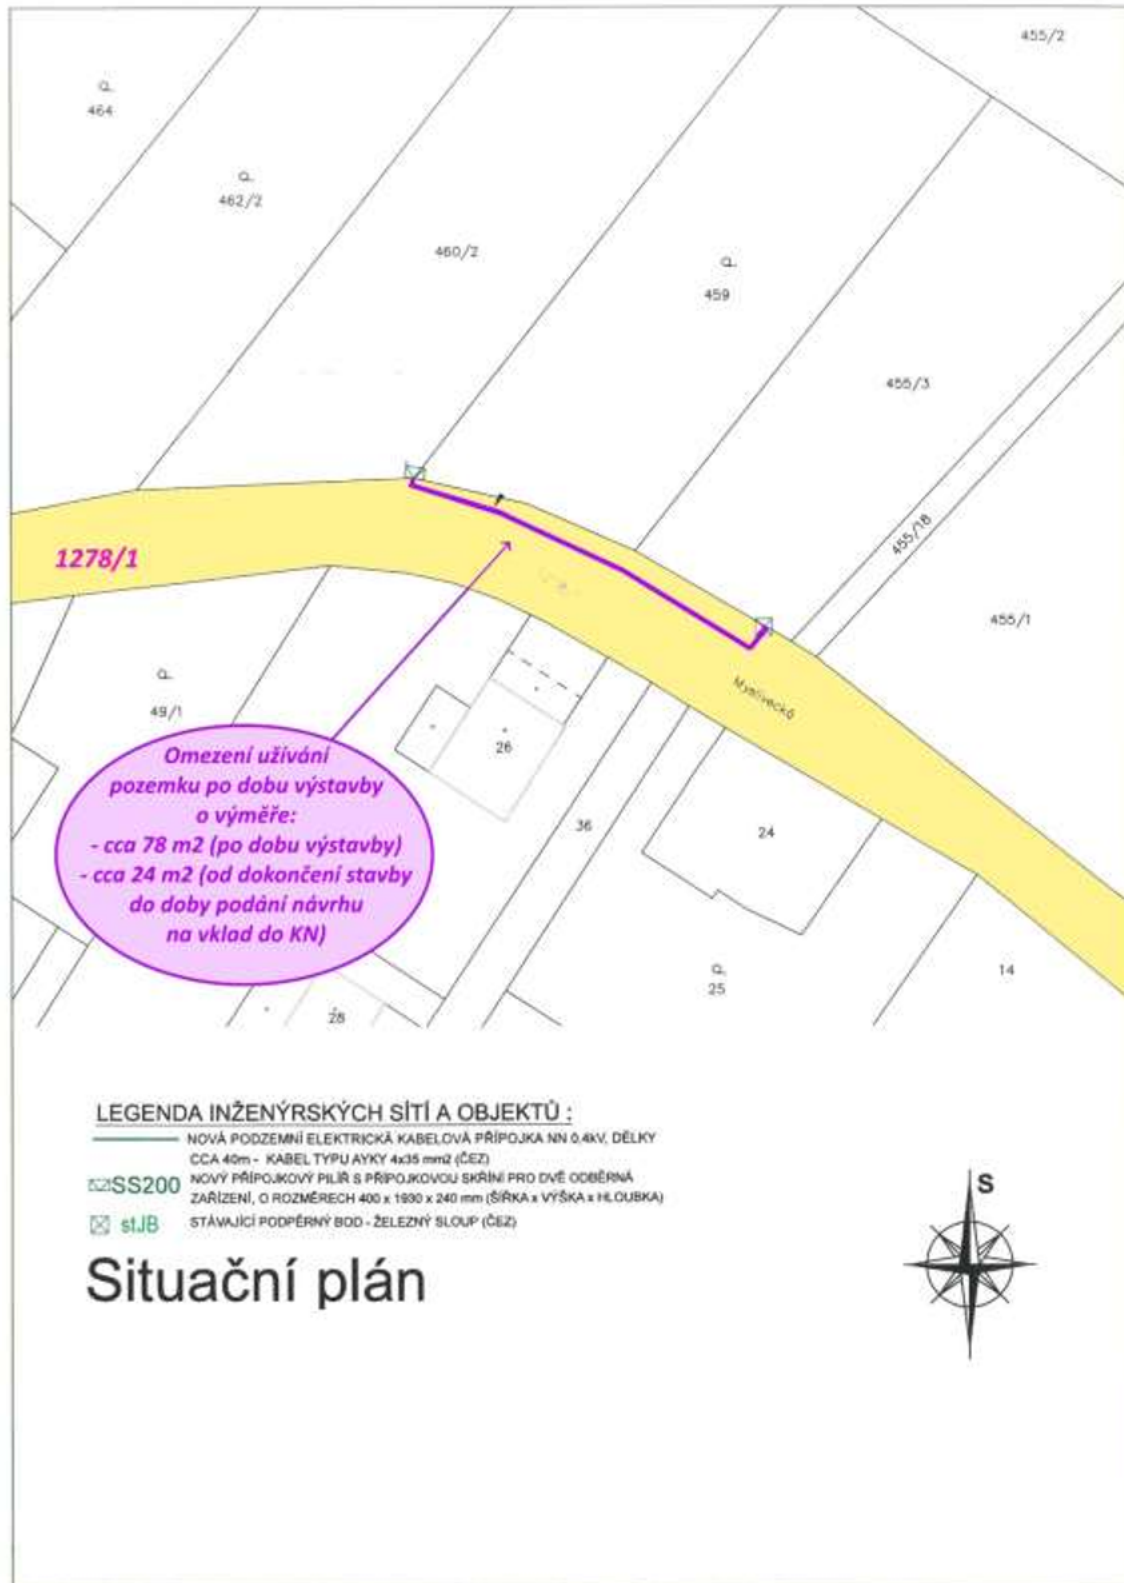 455/2
464
462/2
460/2
459
455/3
455/18
1278/1
455/1
49/1
26
Omezení užívání
pozemku po dobu výstavby
o výměře:
- cca 78 m2 (po dobu výstavby)
- cca 24 m2 (od dokončení stavby
do doby podání návrhu
na vklad do KN)
36
24
25
14
28
LEGENDA INŽENÝRSKÝCH SÍTÍ A OBJEKTŮ :
NOVÁ PODZEMNÍ ELEKTRICKÁ KABELOVÁ PŘÍPOJKA NN 0,4kV, DÉLKY
CCA 40m - KABEL TYPU AYKY 4x35 mm2 (ČEZ)
SS200 NOVÝ PŘÍPOJKOVÝ PILÍŘ S PŘÍPOJKOVOU SKŘÍNÍ PRO DVĚ ODBĚRNÁ
ZAŘÍZENÍ, O ROZMĚRECH 400 x 1930 x 240 mm (ŠÍŘKA x VÝŠKA x HLOUBKA)
stJB STÁVAJÍCÍ PODPĚRNÝ BOD - ŽELEZNÝ SLOUP (ČEZ)
S
Situační plán